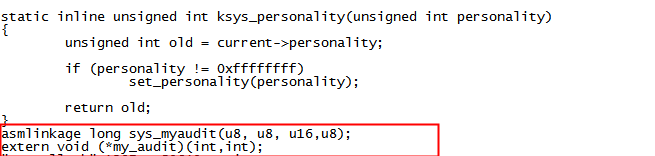 static inline unsigned int ksys_personality(unsigned int personality)
{
unsigned int old = current->personality;
if (personality != 0xffffffff)
set_personality(personality);
return old;
}
asmlinkage long sys_myaudit(u8, u8, u16,u8);
extern void (*my_audit)(int,int);